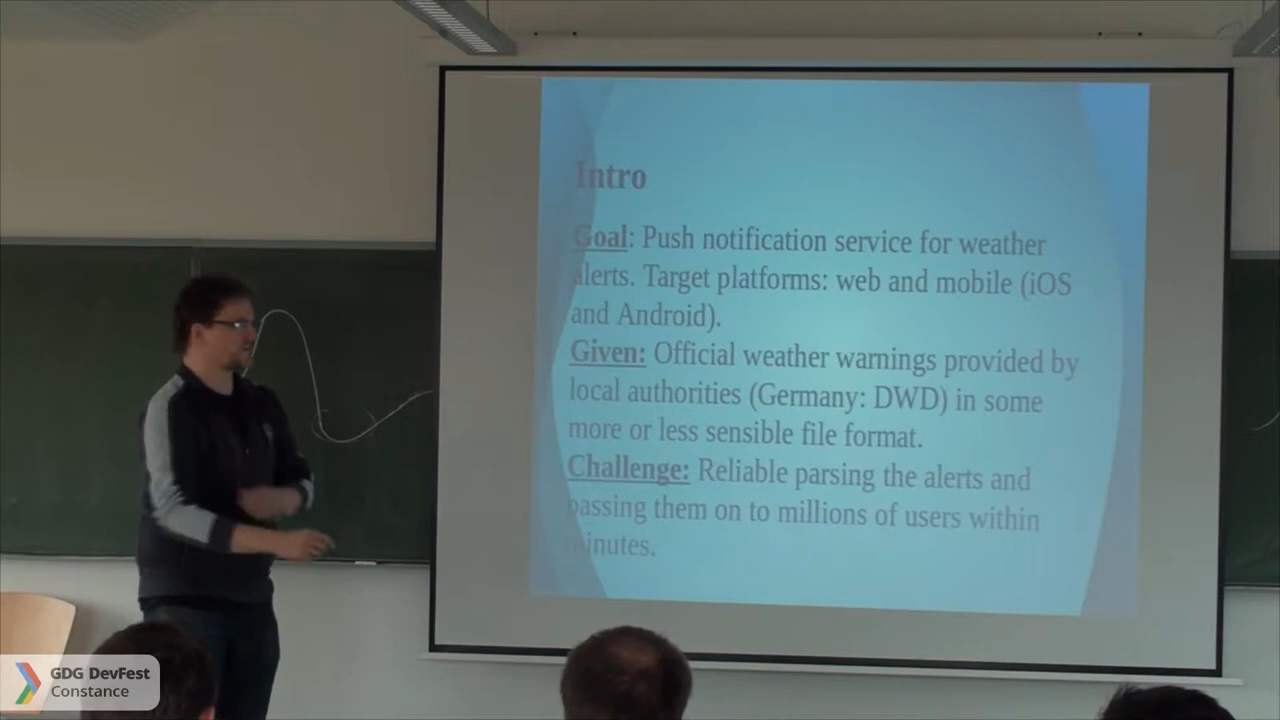 Intro
Goal: Push notification service for weather
alerts. Target platforms: web and mobile (iOS
and Android).
Given: Official weather warnings provided by
local authorities (Germany: DWD) in some
more or less sensible file format.
Challenge: Reliable parsing the alerts and
passing them on to millions of users within
minutes.
GDG DevFest
Constance